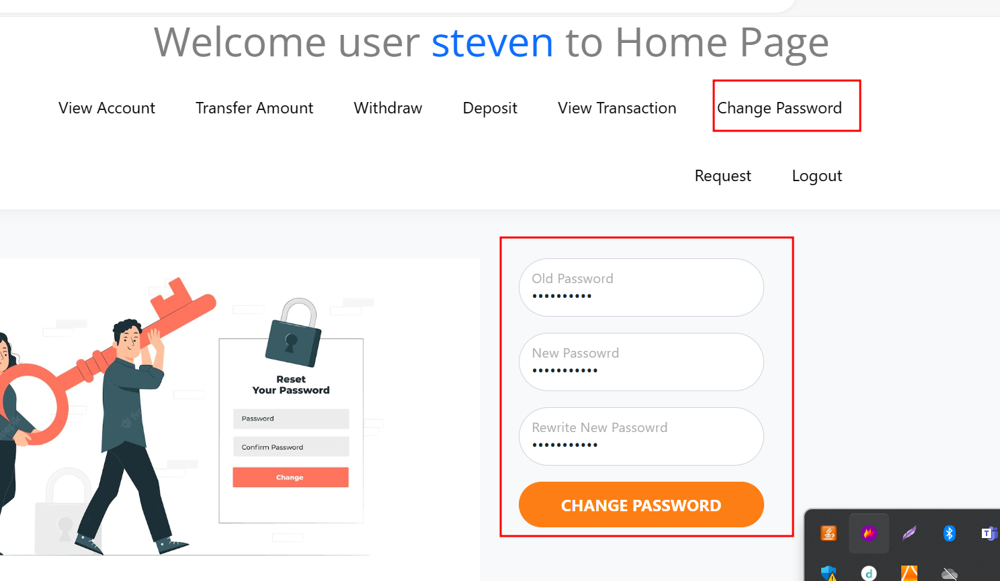 Welcome user steven to Home Page
View Account Transfer Amount Withdraw Deposit View Transaction Change Password
Request Logout
Reset
Your Password
Password
Confirm Password
Change
Old Password
••••••••••
New Passowrd
•••••••••••
Rewrite New Passowrd
•••••••••••
CHANGE PASSWORD